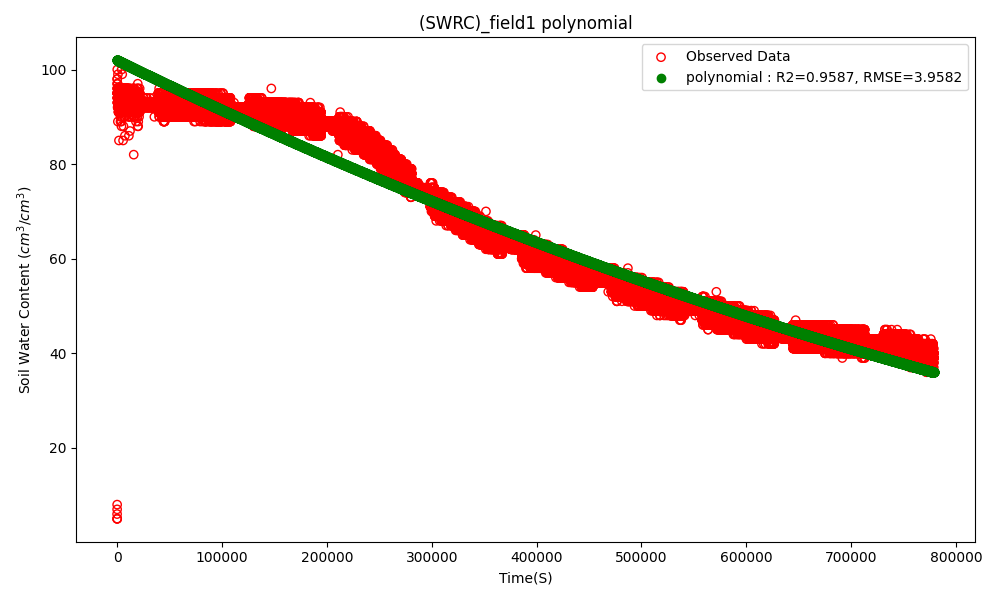 (SWRC)_field1 polynomial
Observed Data
polynomial : R2=0.9587, RMSE=3.9582
Soil Water Content (cm³/cm³)
100
80
60
40
20
0 100000 200000 300000 400000 500000 600000 700000 800000
Time(S)